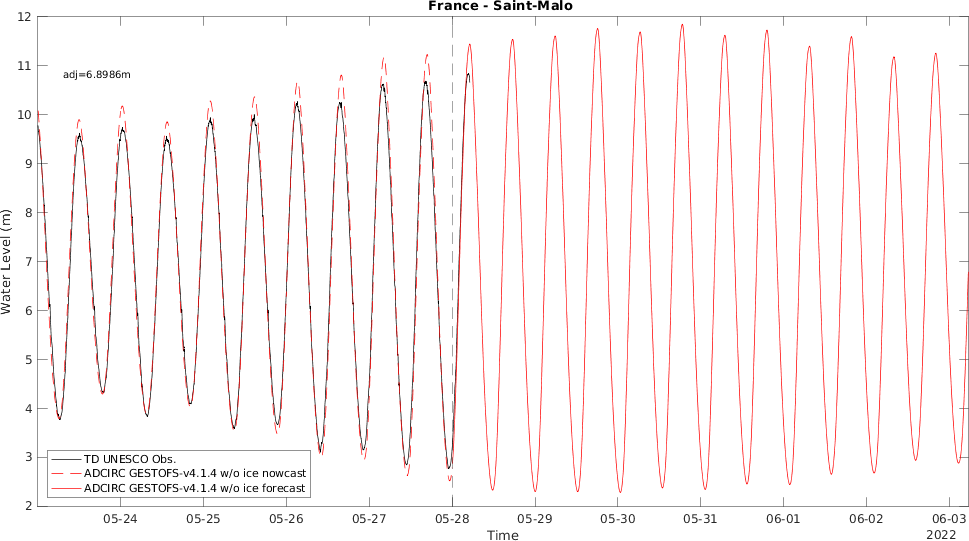 France - Saint-Malo
12
11
10
9
8
7
6
5
4
3
2
Water Level (m)
adj=6.8986m
TD UNESCO Obs.
ADCIRC GESTOFS-v4.1.4 w/o ice nowcast
ADCIRC GESTOFS-v4.1.4 w/o ice forecast
05-24 05-25 05-26 05-27 05-28 05-29 05-30 05-31 06-01 06-02 06-03
Time
2022